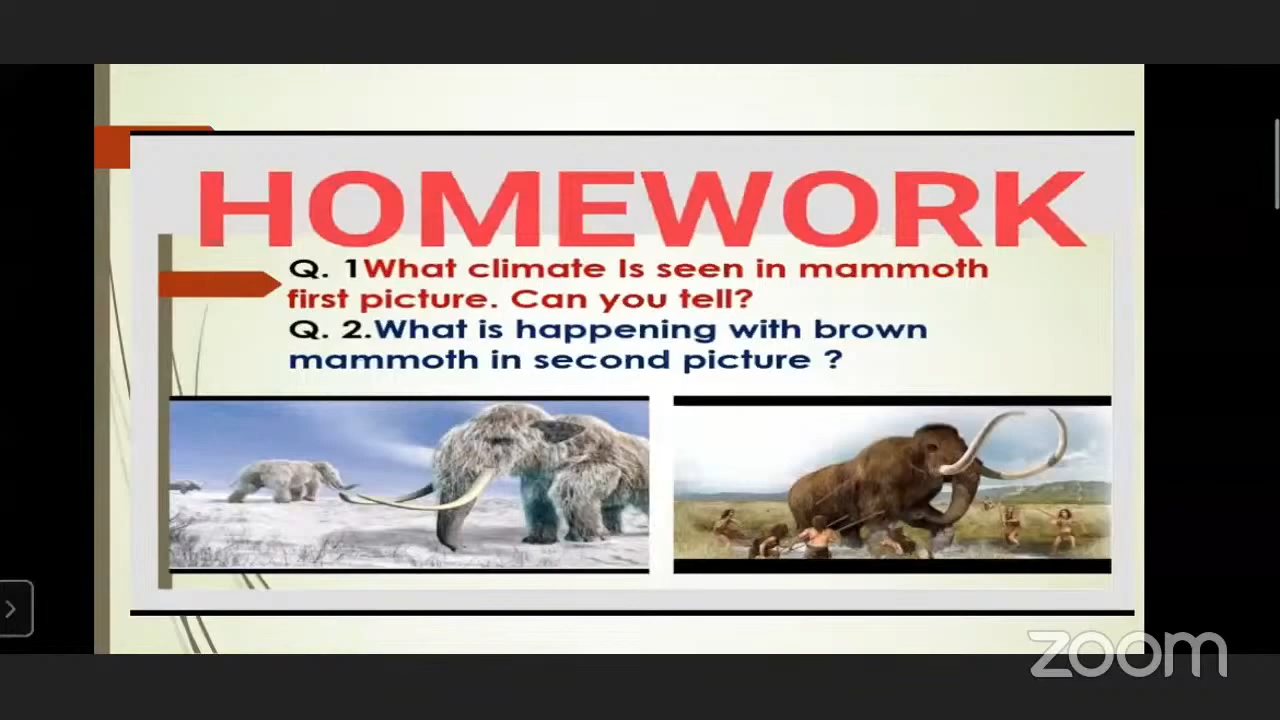 HOMEWORK
Q. 1What climate Is seen in mammoth
first picture. Can you tell?
Q. 2.What is happening with brown
mammoth in second picture ?
zoom